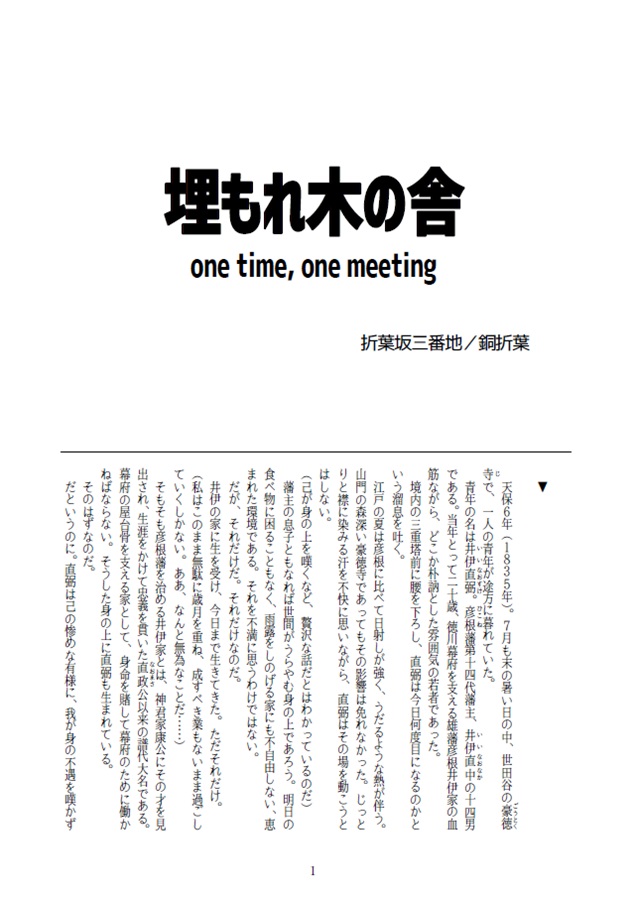 埋もれ木の舎
one time, one meeting
折葉坂三番地／銅折葉
▼
天保６年（１８３５年）。７月も末の暑い日の中、世田谷の豪徳
寺で、一人の青年が途方に暮れていた。
青年の名は井伊直弼。彦根藩第十四代藩主、井伊直中の十四男
である。当年とって二十歳、徳川幕府を支える雄藩彦根井伊家の血
筋ながら、どこか朴訥とした雰囲気の若者であった。
境内の三重塔前に腰を下ろし、直弼は今日何度目になるのかと
いう溜息を吐く。
江戸の夏は彦根に比べて日射しが強く、うだるような熱が伴う。
山門の森深い豪徳寺であってもその影響は免れなかった。じっと
りと襟に染みる汗を不快に思いながら、直弼はその場を動こうと
はしない。
（己が身の上を嘆くなど、贅沢な話だとはわかっているのだ）
藩主の息子ともなれば世間がうらやむ身の上であろう。明日の
食べ物に困ることもなく、雨露をしのげる家にも不自由しない、恵
まれた環境である。それを不満に思うわけではない。
だが、それだけだ。それだけなのだ。
井伊の家に生を受け、今日まで生きてきた。ただそれだけ。
（私はこのまま無駄に歳月を重ね、成すべき業もないまま過ごし
ていくしかない。ああ、なんと無為なことだ……）
そもそも彦根藩を治める井伊家とは、神君家康公にその才を見
出され、生涯をかけて忠義を貫いた直政公以来の譜代大名である。
幕府の屋台骨を支える家として、身命を賭して幕府のために働か
ねばならない。そうした身の上に直弼も生まれている。
そのはずなのだ。
だというのに。直弼は己の惨めな有様に、我が身の不遇を嘆かず
1